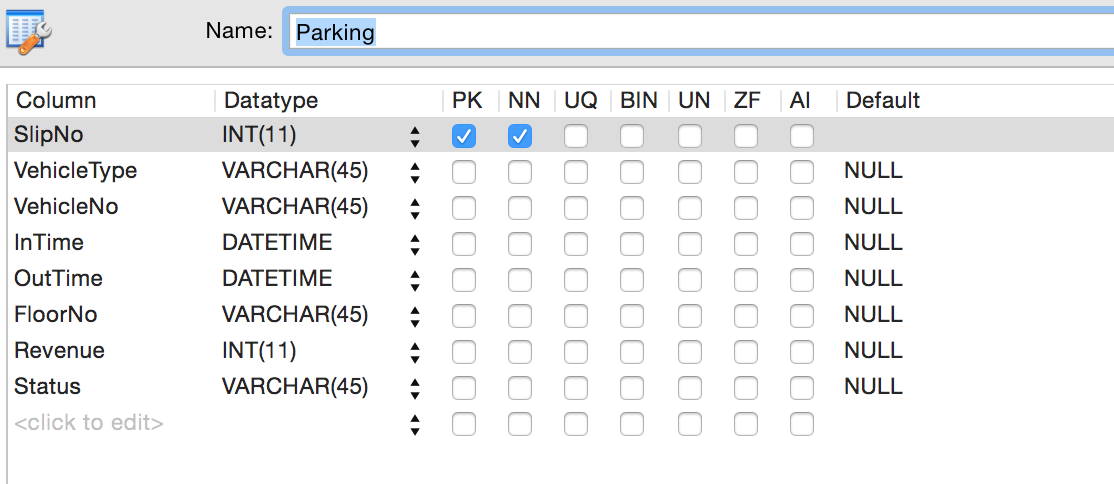 Name: Parking
Column Datatype PK NN UQ BIN UN ZF AI Default
SlipNo INT(11)
VehicleType VARCHAR(45) NULL
VehicleNo VARCHAR(45) NULL
InTime DATETIME NULL
OutTime DATETIME NULL
FloorNo VARCHAR(45) NULL
Revenue INT(11) NULL
Status VARCHAR(45) NULL
<click to edit>